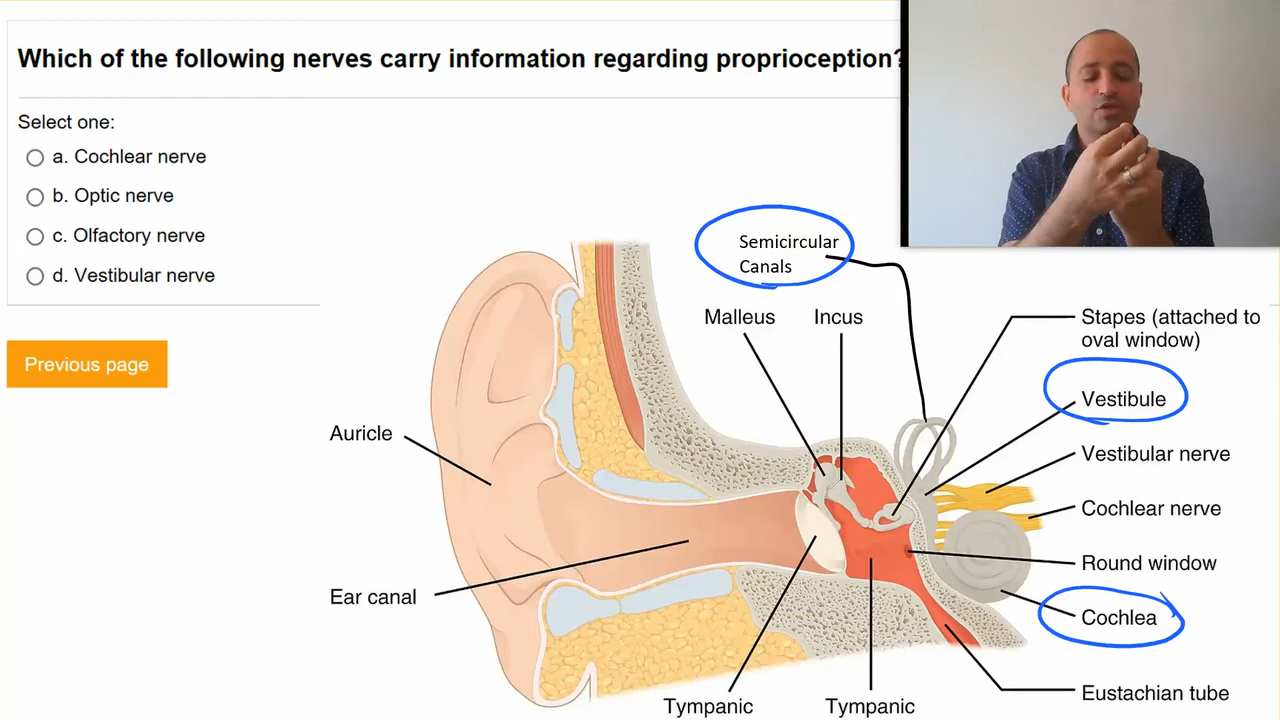 Which of the following nerves carry information regarding proprioception?
Select one:
a. Cochlear nerve
b. Optic nerve
c. Olfactory nerve
d. Vestibular nerve
Previous page
Semicircular
Canals
Malleus
Incus
Stapes (attached to
oval window)
Vestibule
Vestibular nerve
Cochlear nerve
Round window
Cochlea
Eustachian tube
Auricle
Ear canal
Tympanic
Tympanic